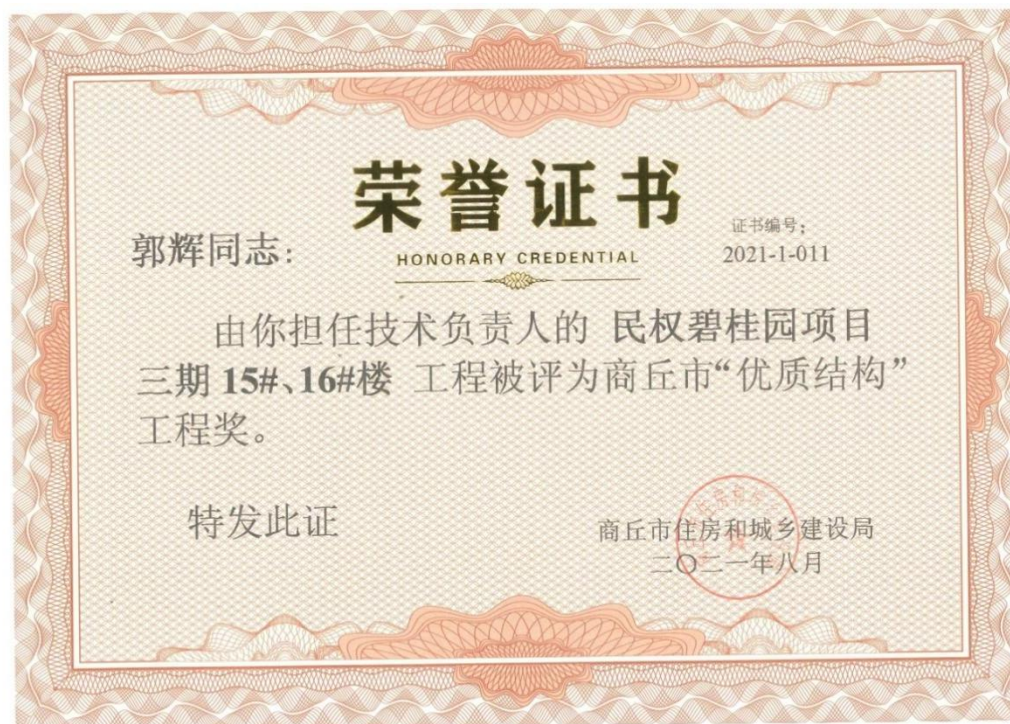 荣誉证书
HONORARY CREDENTIAL
证书编号:
2021-1-011
郭辉同志:
由你担任技术负责人的 民权碧桂园项目
三期 15#、16#楼 工程被评为商丘市“优质结构”
工程奖。
特发此证
商丘市住房和城乡建设局
二〇二一年八月